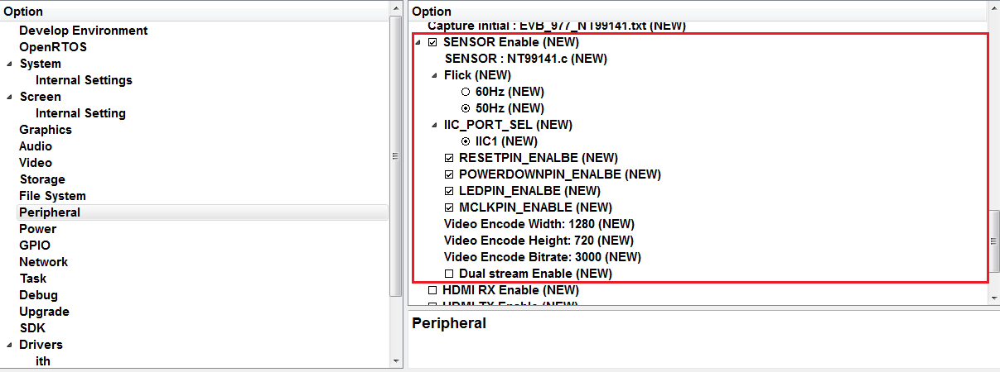 Option
Develop Environment
OpenRTOS
System
Internal Settings
Screen
Internal Setting
Graphics
Audio
Video
Storage
File System
Peripheral
Power
GPIO
Network
Task
Debug
Upgrade
SDK
Drivers
ith
Option
Capture initial : EVB_977_NT99141.txt (NEW)
SENSOR Enable (NEW)
SENSOR : NT99141.c (NEW)
Flick (NEW)
60Hz (NEW)
50Hz (NEW)
IIC_PORT_SEL (NEW)
IIC1 (NEW)
RESETPIN_ENALBE (NEW)
POWERDOWNPIN_ENALBE (NEW)
LEDPIN_ENALBE (NEW)
MCLKPIN_ENABLE (NEW)
Video Encode Width: 1280 (NEW)
Video Encode Height: 720 (NEW)
Video Encode Bitrate: 3000 (NEW)
Dual stream Enable (NEW)
HDMI RX Enable (NEW)
HDMI TX Enable (NEW)
Peripheral